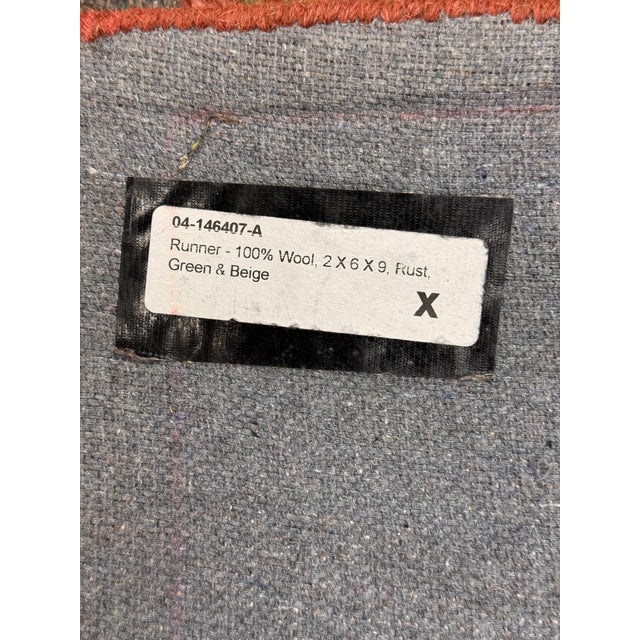 04-146407-A
Runner - 100% Wool, 2 X 6 X 9, Rust,
Green & Beige
X